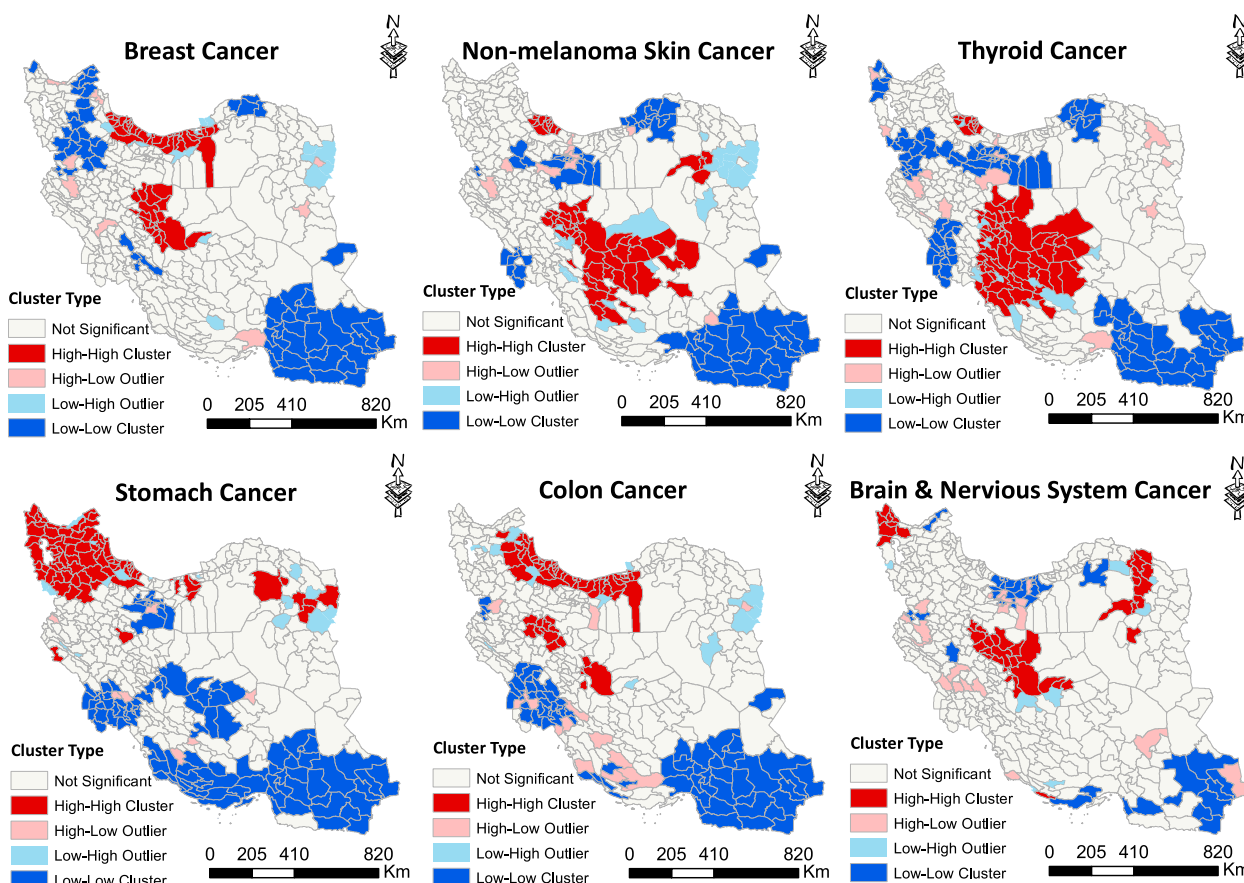 Breast Cancer
N
Cluster Type
Not Significant
High-High Cluster
High-Low Outlier
Low-High Outlier
Low-Low Cluster
0 205 410 820
Km
Non-melanoma Skin Cancer
N
Cluster Type
Not Significant
High-High Cluster
High-Low Outlier
Low-High Outlier
Low-Low Cluster
0 205 410 820
Km
Thyroid Cancer
N
Cluster Type
Not Significant
High-High Cluster
High-Low Outlier
Low-High Outlier
Low-Low Cluster
0 205 410 820
Km
Stomach Cancer
N
Cluster Type
Not Significant
High-High Cluster
High-Low Outlier
Low-High Outlier
Low-Low Cluster
0 205 410 820
Km
Colon Cancer
N
Cluster Type
Not Significant
High-High Cluster
High-Low Outlier
Low-High Outlier
Low-Low Cluster
0 205 410 820
Km
Brain & Nervious System Cancer
N
Cluster Type
Not Significant
High-High Cluster
High-Low Outlier
Low-High Outlier
Low-Low Cluster
0 205 410 820
Km